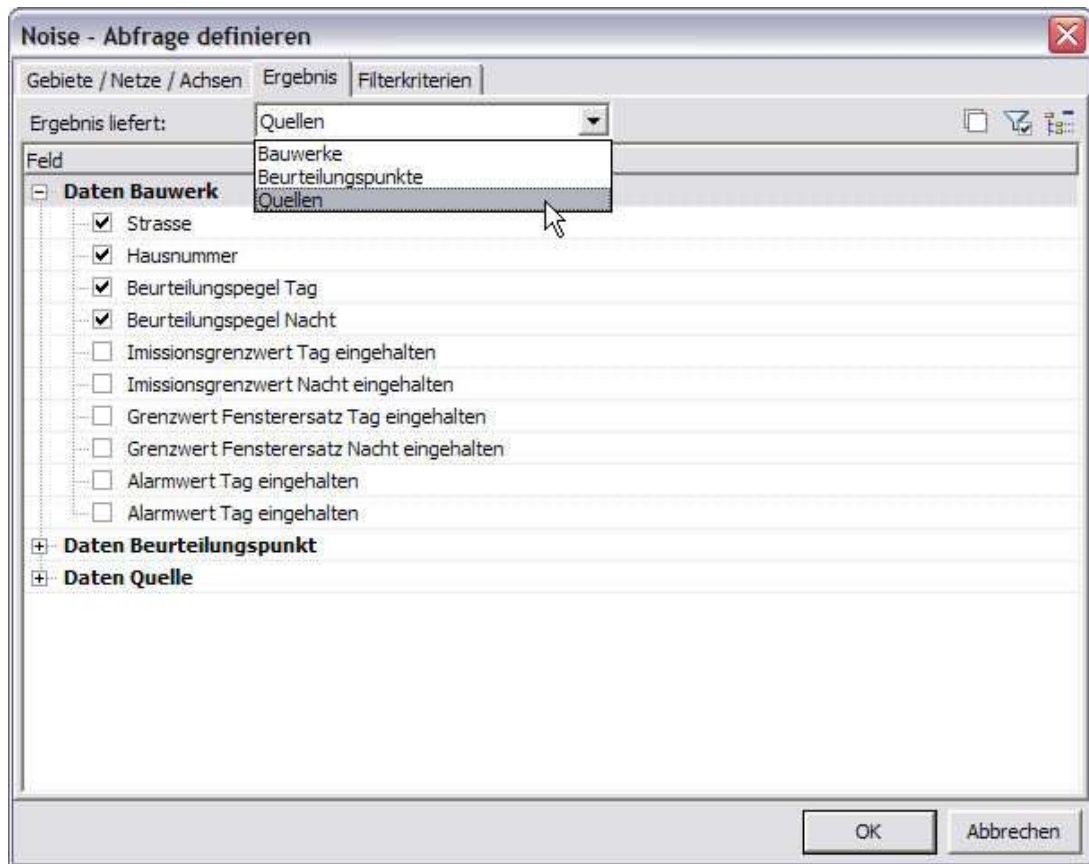 Noise - Abfrage definieren
Gebiete / Netze / Achsen Ergebnis Filterkriterien
Ergebnis liefert: Quellen
Feld
Bauwerke
Beurteilungspunkte
Quellen
Daten Bauwerk
Strasse
Hausnummer
Beurteilungspegel Tag
Beurteilungspegel Nacht
Imissionsgrenzwert Tag eingehalten
Imissionsgrenzwert Nacht eingehalten
Grenzwert Fensterersatz Tag eingehalten
Grenzwert Fensterersatz Nacht eingehalten
Alarmwert Tag eingehalten
Alarmwert Tag eingehalten
Daten Beurteilungspunkt
Daten Quelle
OK Abbrechen